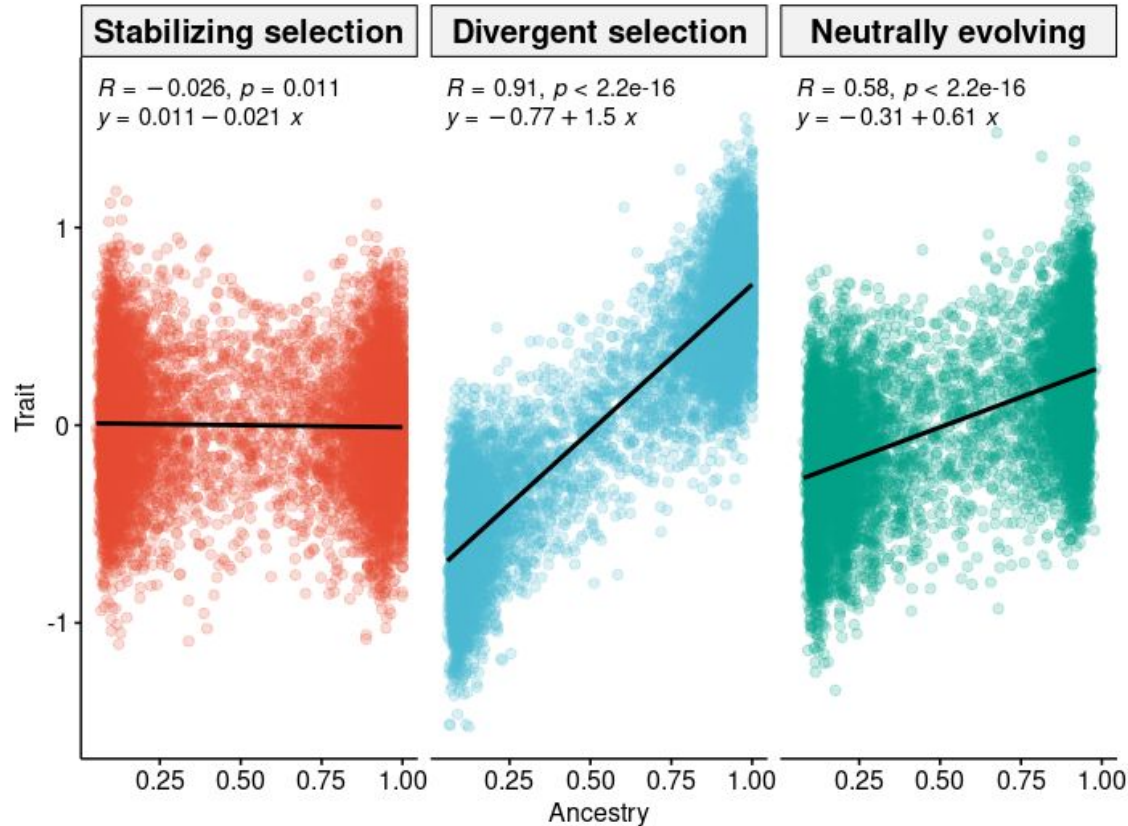 Stabilizing selection
R = −0.026, p = 0.011
y = 0.011 − 0.021 x
Divergent selection
R = 0.91, p < 2.2e-16
y = −0.77 + 1.5 x
Neutrally evolving
R = 0.58, p < 2.2e-16
y = −0.31 + 0.61 x
Trait
1
0
-1
0.25 0.50 0.75 1.00
0.25 0.50 0.75 1.00
0.25 0.50 0.75 1.00
Ancestry